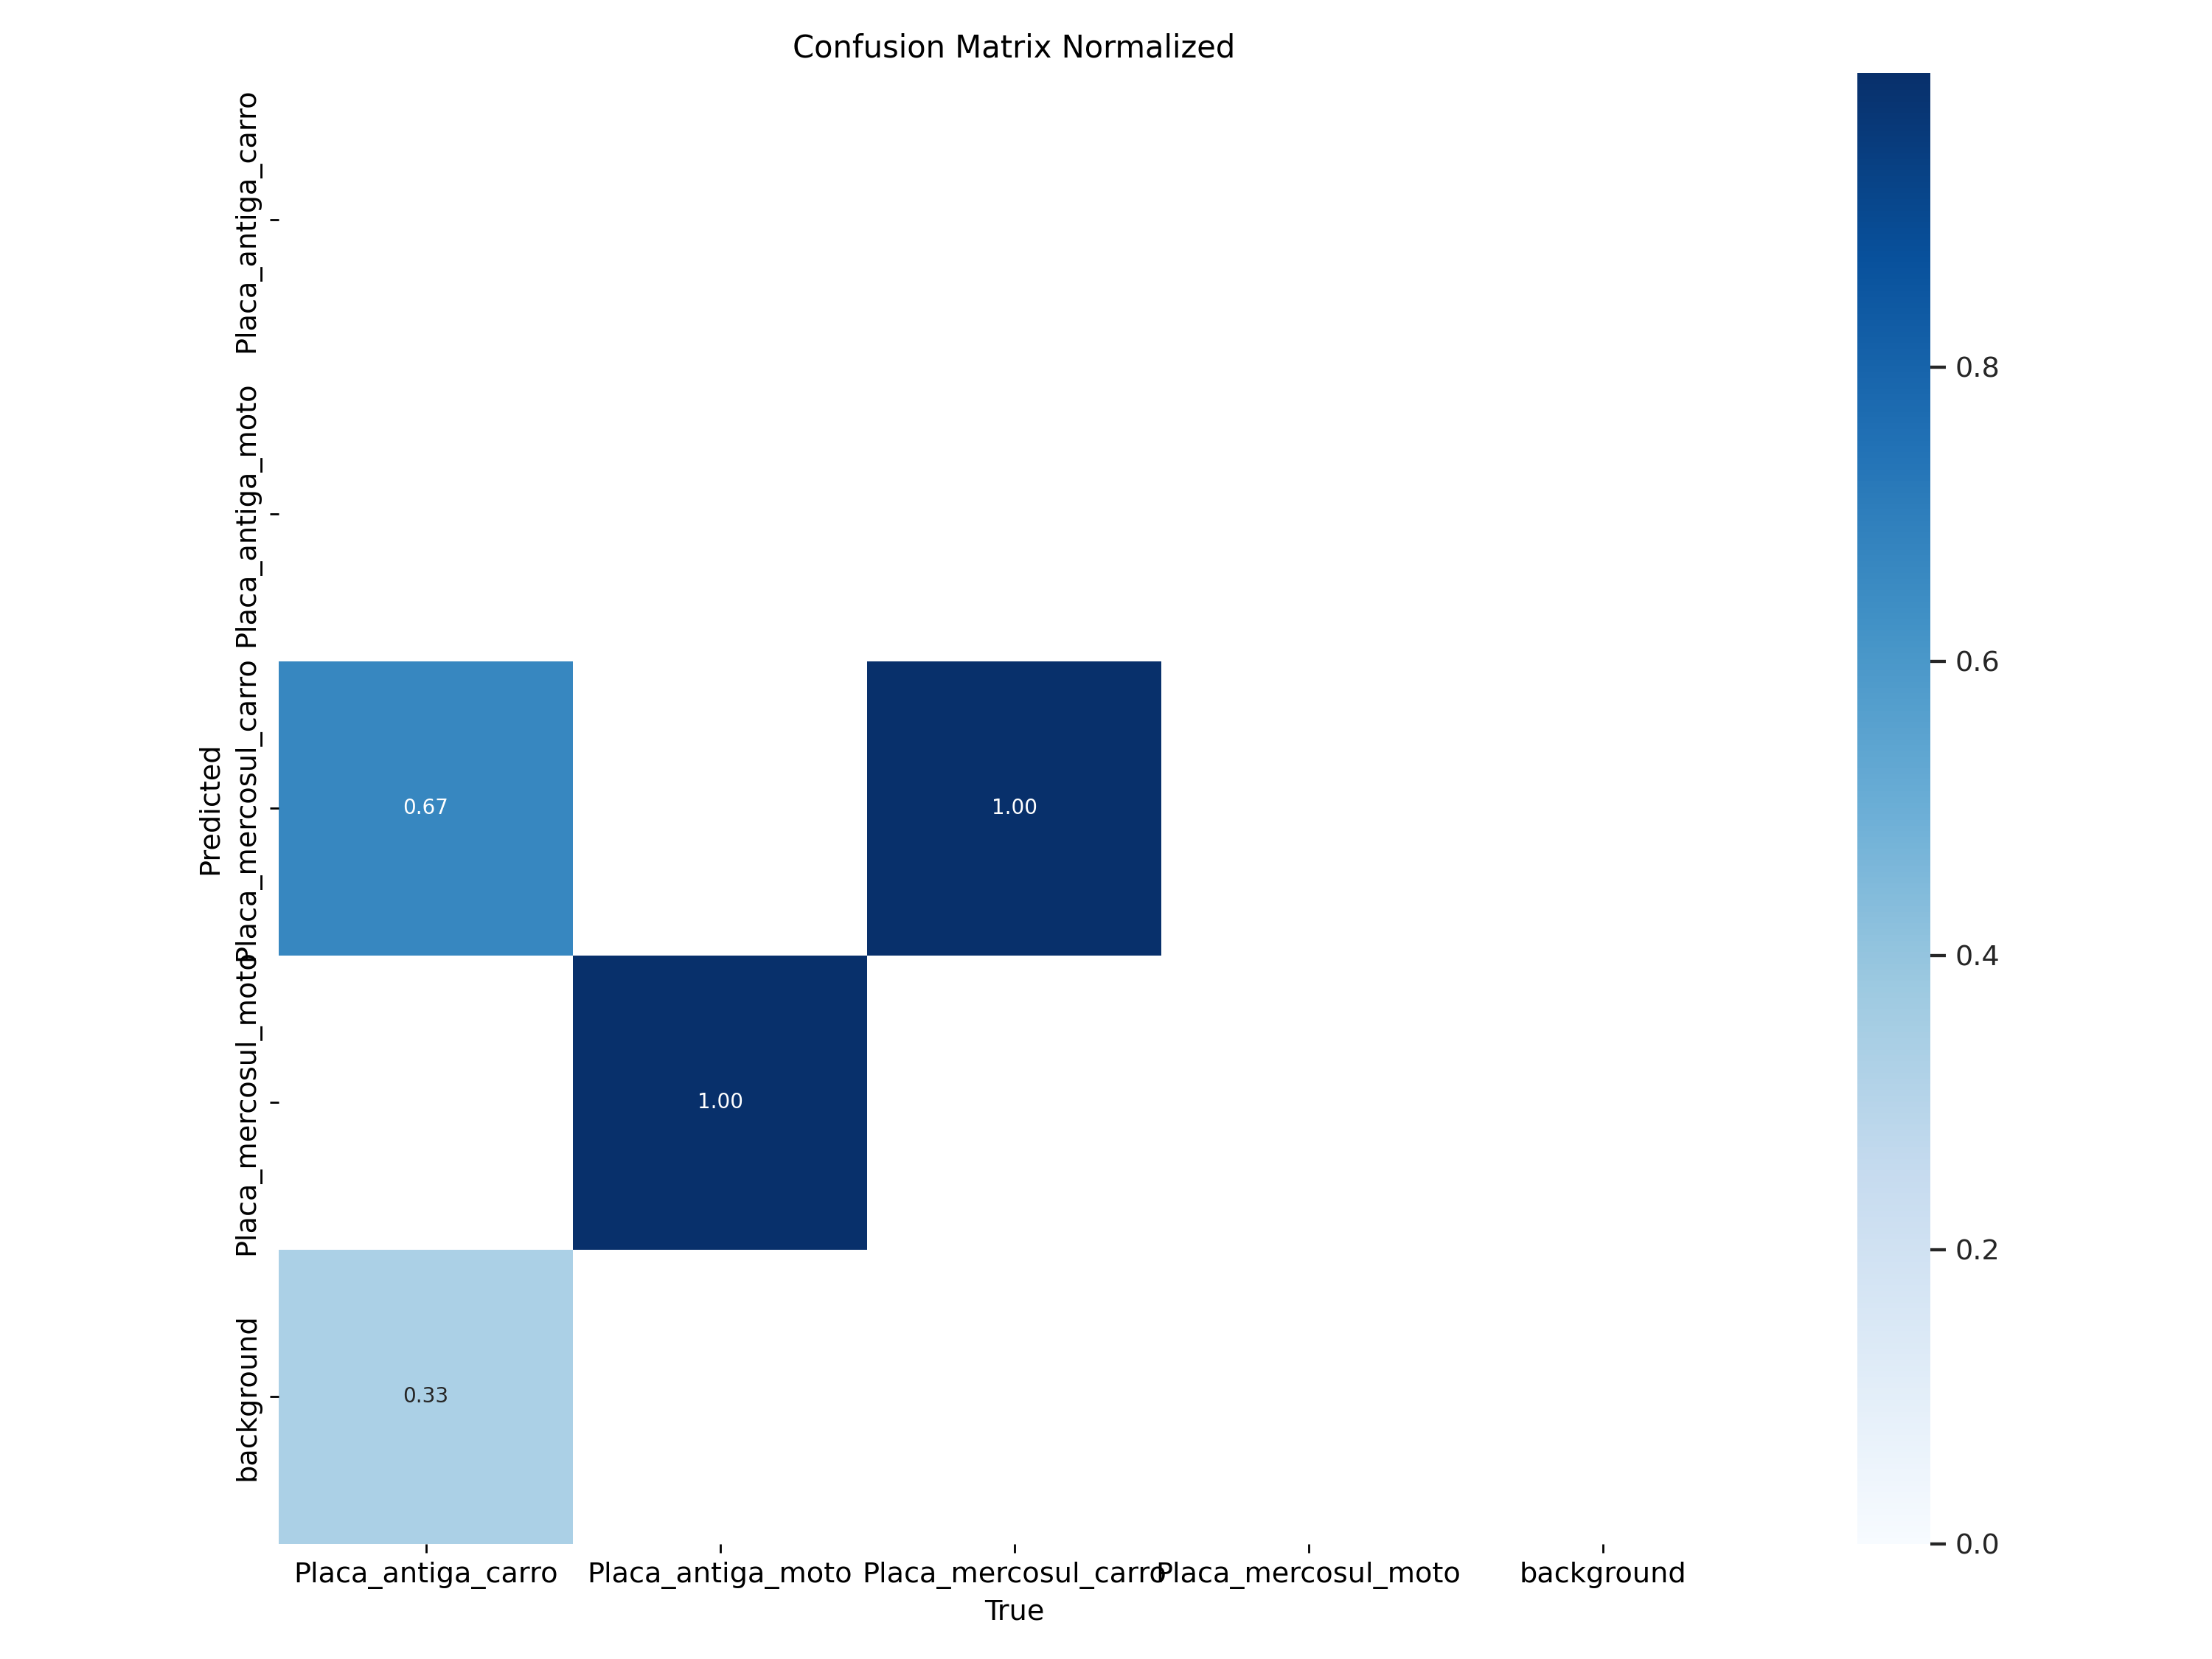 Confusion Matrix Normalized
Placa_antiga_carro
Placa_antiga_moto
Placa_mercosul_carro
Placa_mercosul_moto
background
Predicted
0.67
1.00
1.00
0.33
Placa_antiga_carro
Placa_antiga_moto
Placa_mercosul_carro
Placa_mercosul_moto
background
True
0.8
0.6
0.4
0.2
0.0